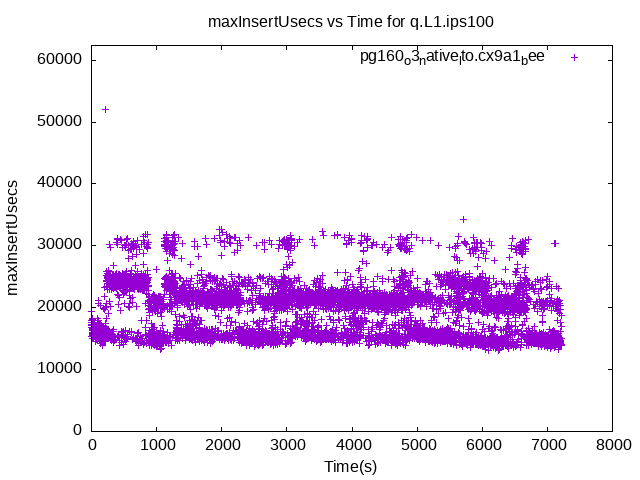 maxInsertUsecs vs Time for q.L1.ips100
pg160o3native_lto.cx9a1bee
60000
50000
40000
30000
20000
10000
0
maxInsertUsecs
0 1000 2000 3000 4000 5000 6000 7000 8000
Time(s)